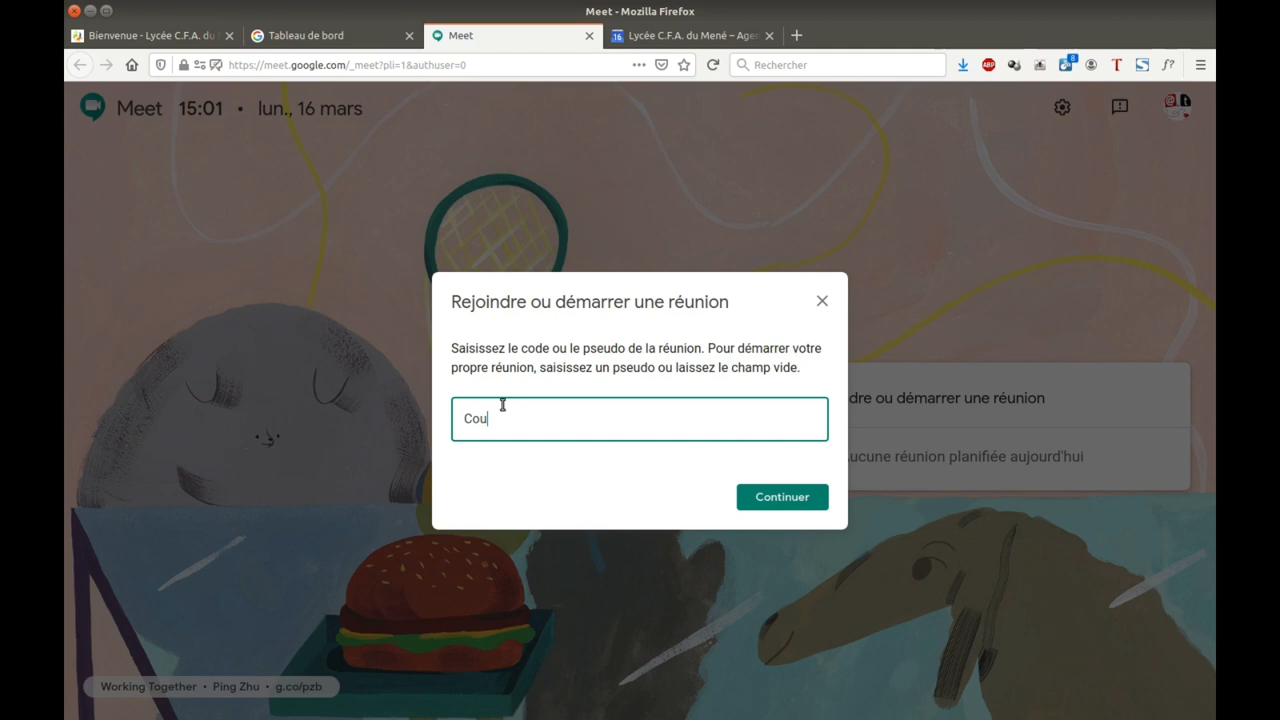 Meet - Mozilla Firefox
Bienvenue - Lycée C.F.A. du
Tableau de bord
Meet
Lycée C.F.A. du Mené – Age
https://meet.google.com/_meet?pli=1&authuser=0
Rechercher
ABP
8
Meet 15:01 • lun., 16 mars
Rejoindre ou démarrer une réunion
Saisissez le code ou le pseudo de la réunion. Pour démarrer votre
propre réunion, saisissez un pseudo ou laissez le champ vide.
Cou
Continuer
dre ou démarrer une réunion
ucune réunion planifiée aujourd'hui
Working Together • Ping Zhu • g.co/pzb